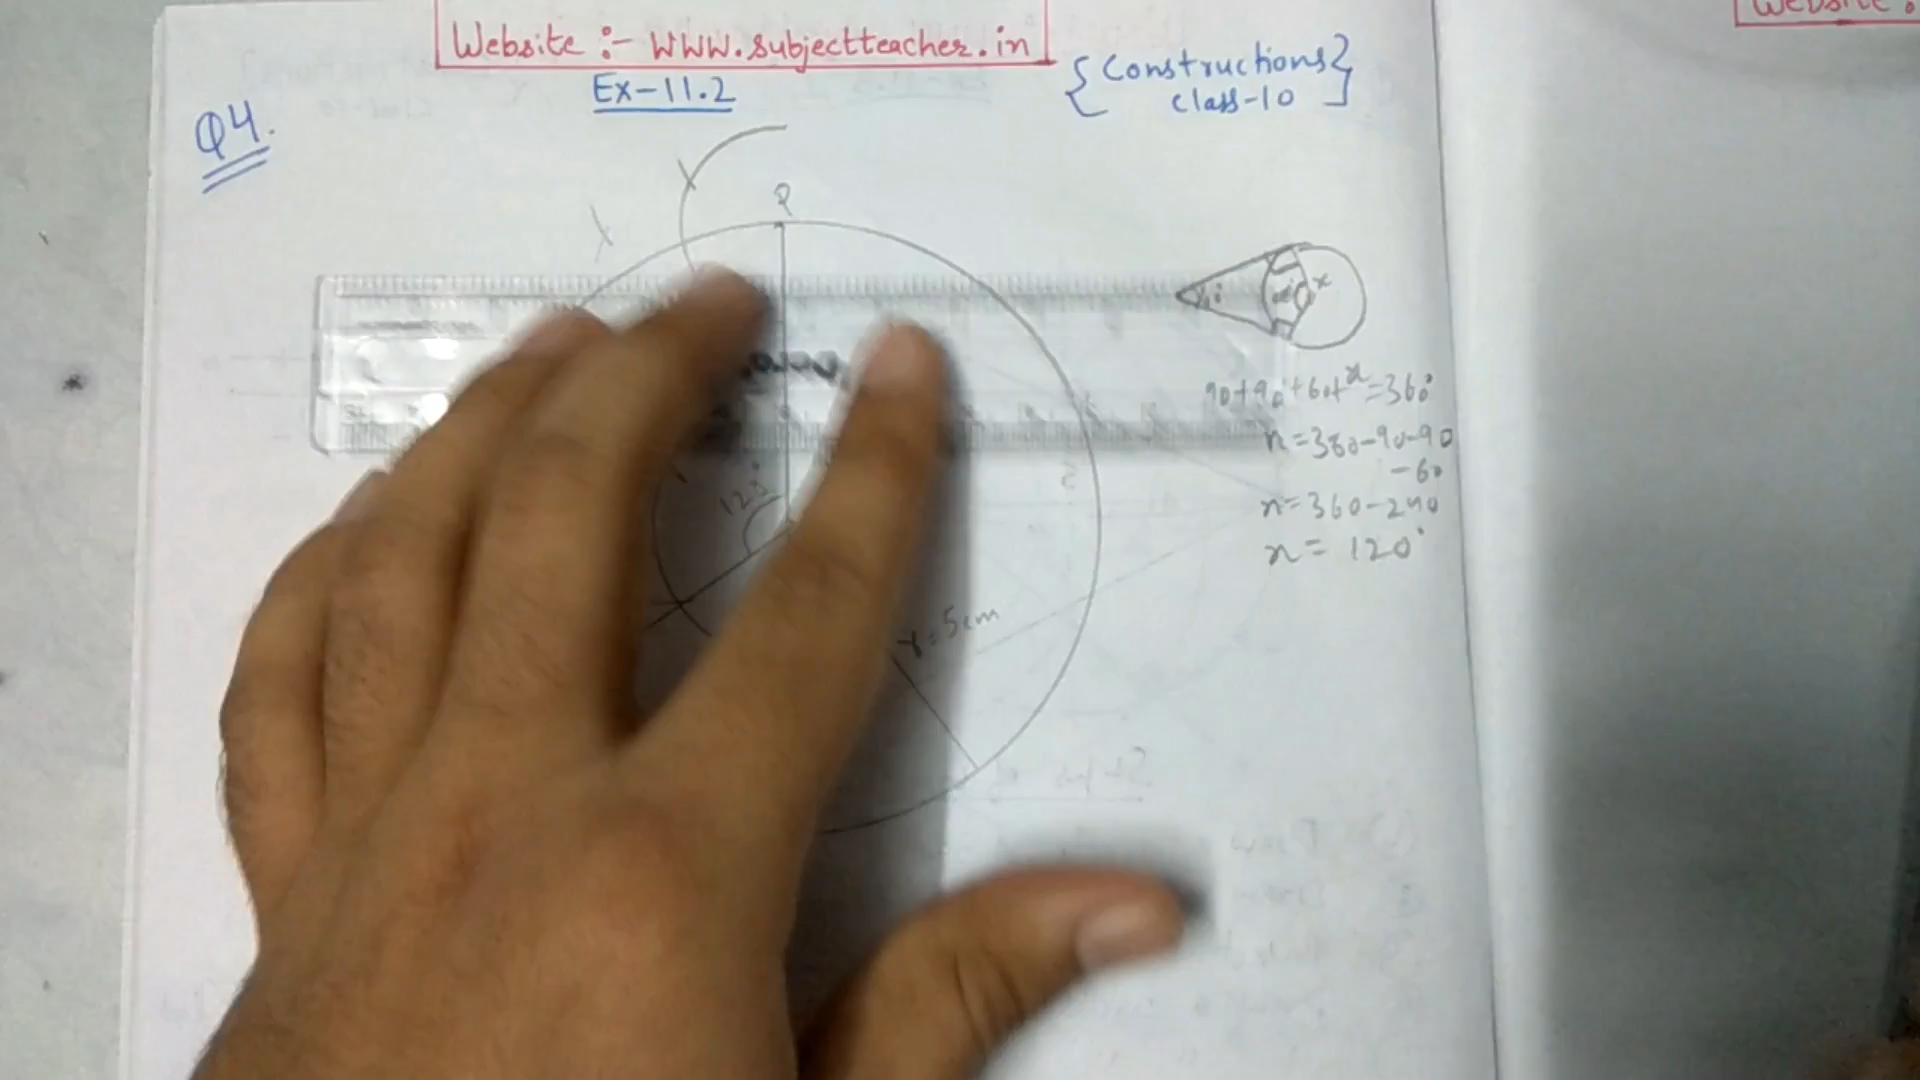 Website :- www.subjectteacher.in
Ex-11.2
{Constructions}
Class-10
Q4.
P
x
90+90+60+x=360°
x=360-90-90
-60
x=360-240
x= 120°
120°
r=5cm